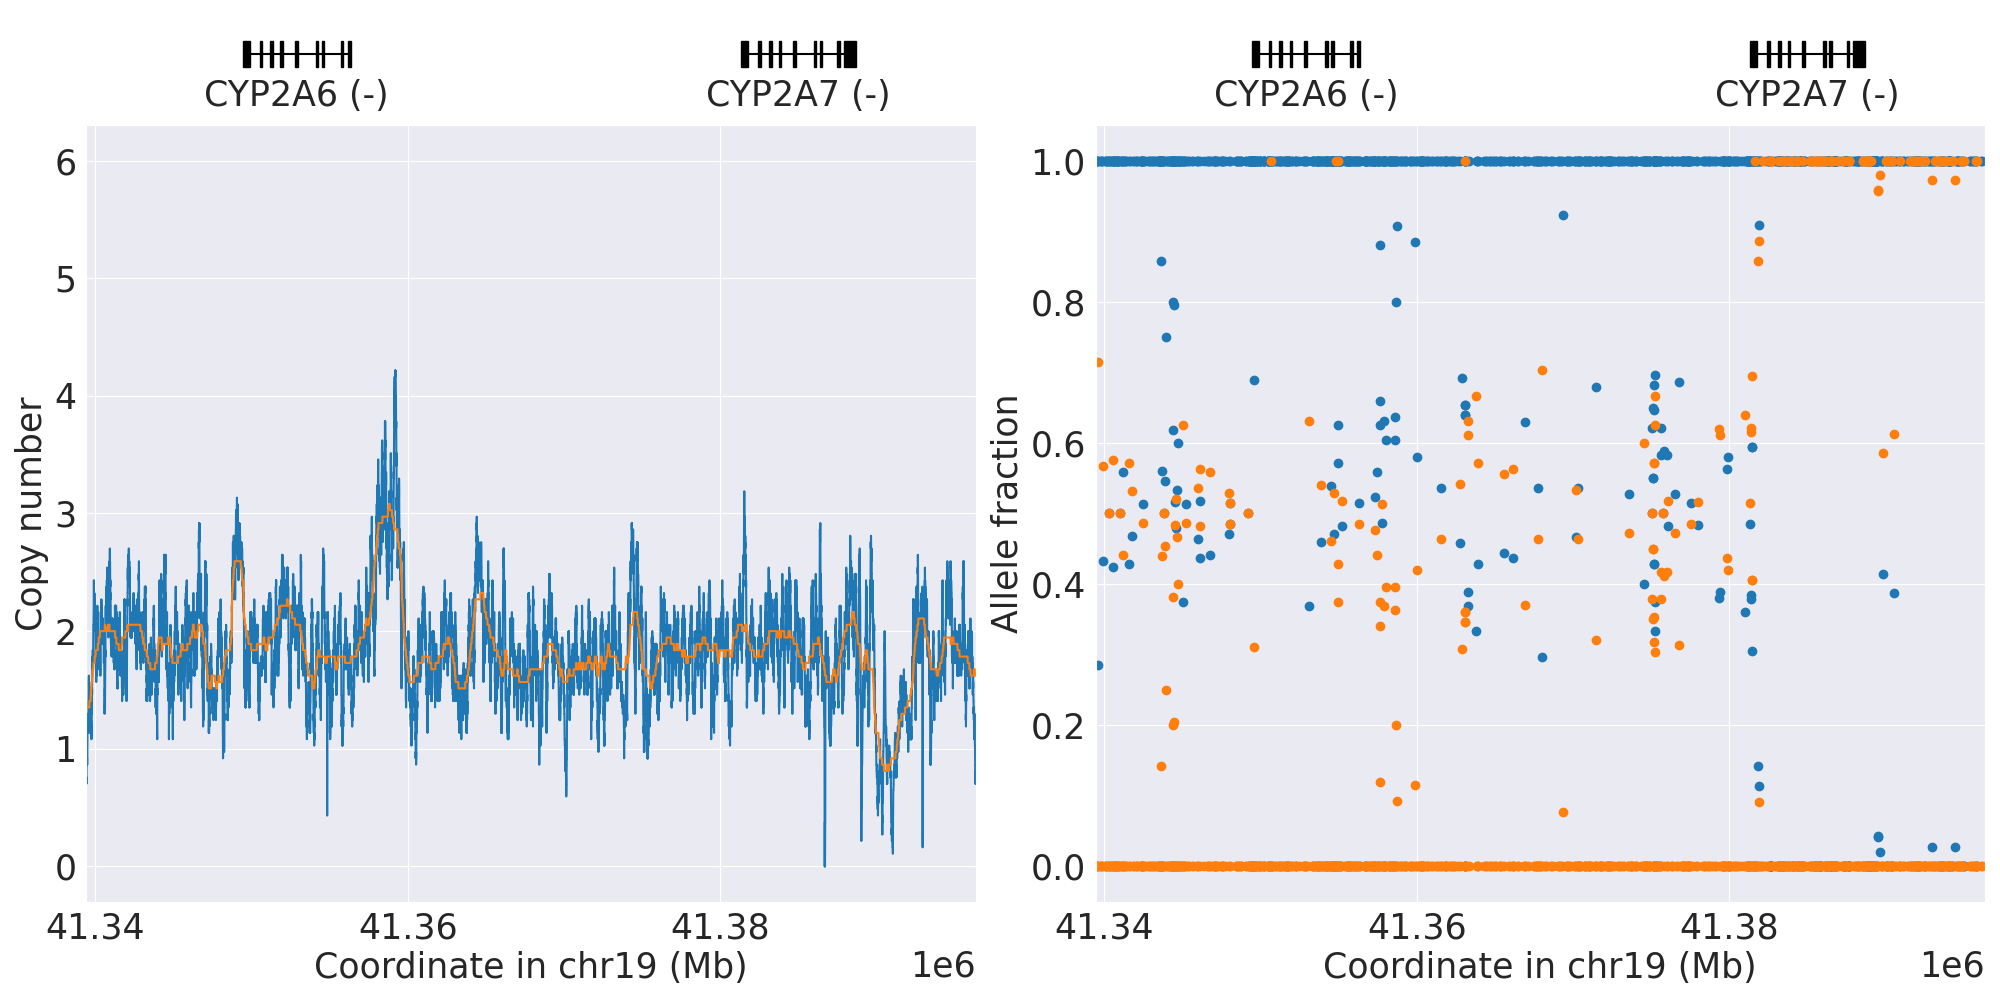 CYP2A6 (-)
CYP2A7 (-)
6
5
4
3
2
1
0
Copy number
41.34
41.36
41.38
Coordinate in chr19 (Mb)
1e6
CYP2A6 (-)
CYP2A7 (-)
1.0
0.8
0.6
0.4
0.2
0.0
Allele fraction
41.34
41.36
41.38
Coordinate in chr19 (Mb)
1e6